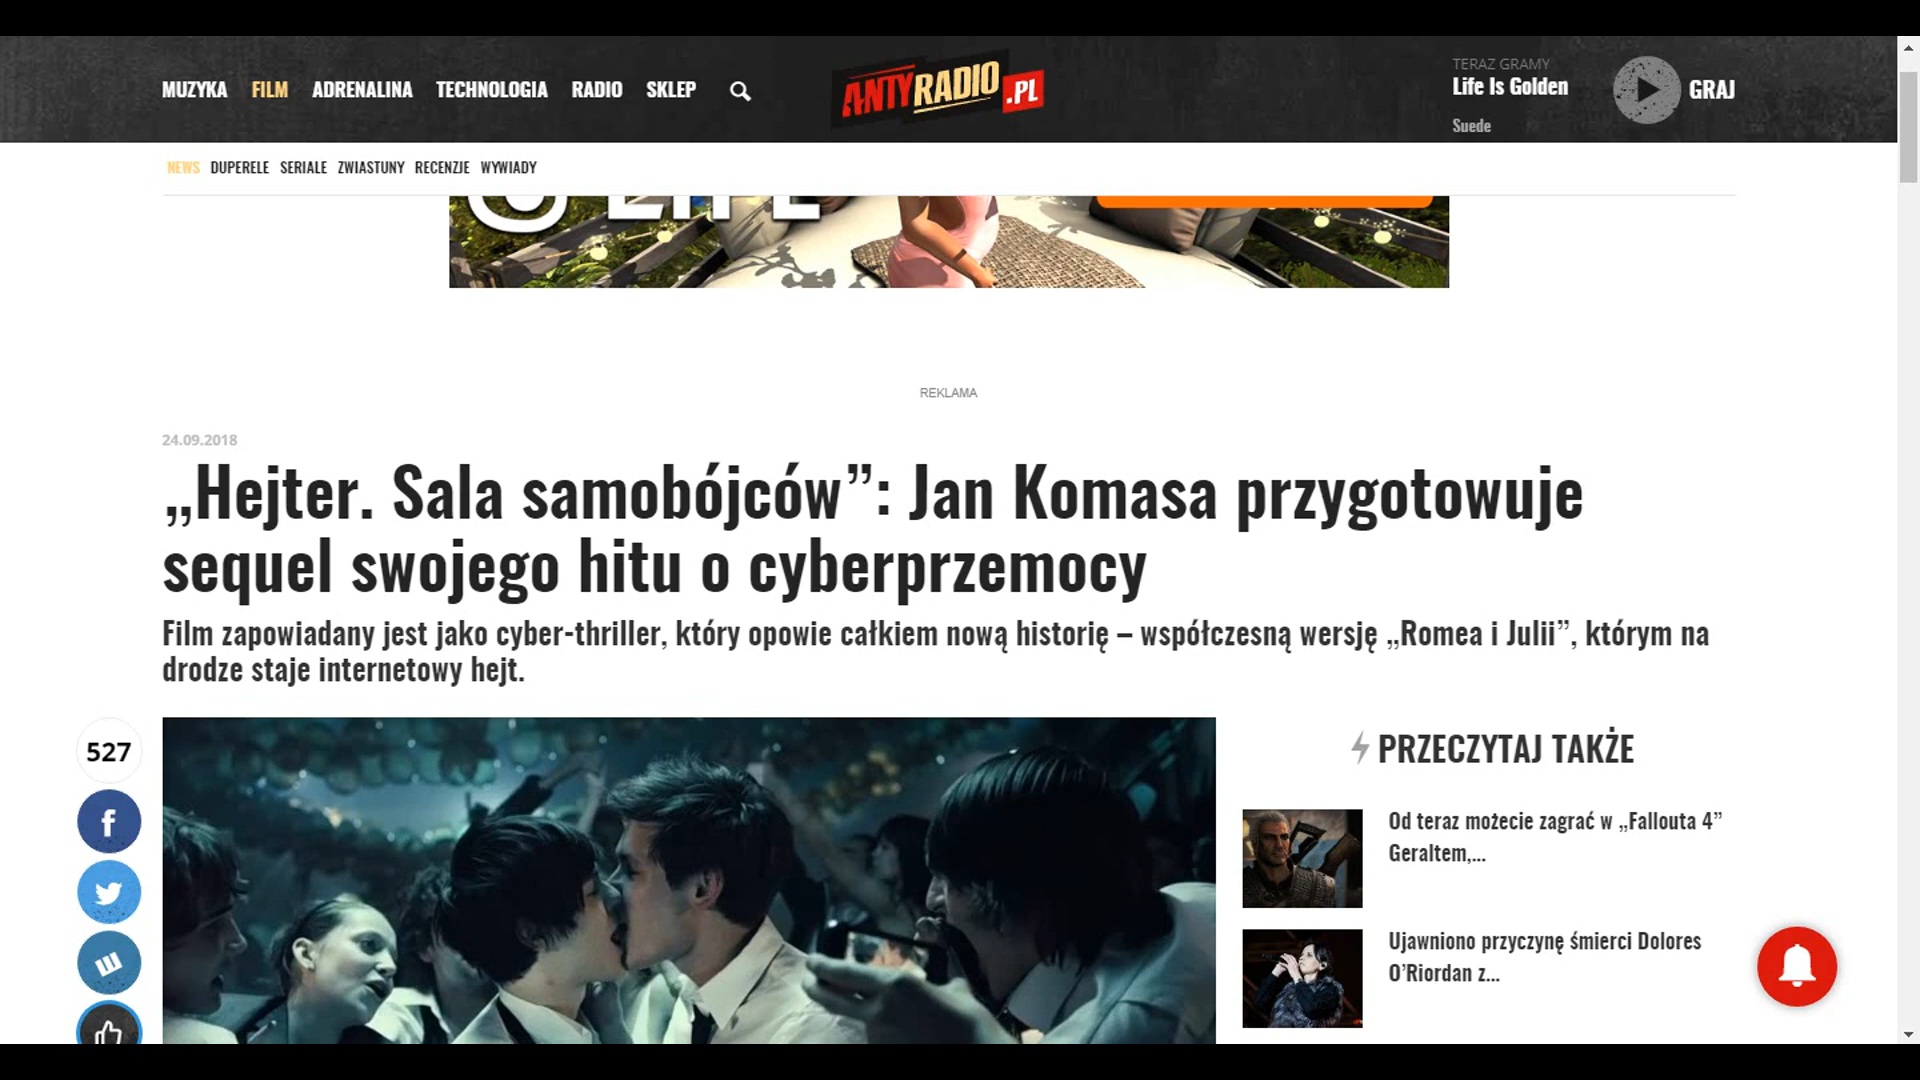 MUZYKA FILM ADRENALINA TECHNOLOGIA RADIO SKLEP
ANTYRADIO.PL
TERAZ GRAMY
Life Is Golden
Suede
GRAJ
NEWS DUPERELE SERIALE ZWIASTUNY RECENZJE WYWIADY
REKLAMA
24.09.2018
„Hejter. Sala samobójców”: Jan Komasa przygotowuje
sequel swojego hitu o cyberprzemocy
Film zapowiadany jest jako cyber-thriller, który opowie całkiem nową historię – współczesną wersję „Romea i Julii”, którym na
drodze staje internetowy hejt.
527
PRZECZYTAJ TAKŻE
Od teraz możecie zagrać w „Fallouta 4”
Geraltem,...
Ujawniono przyczynę śmierci Dolores
O’Riordan z...